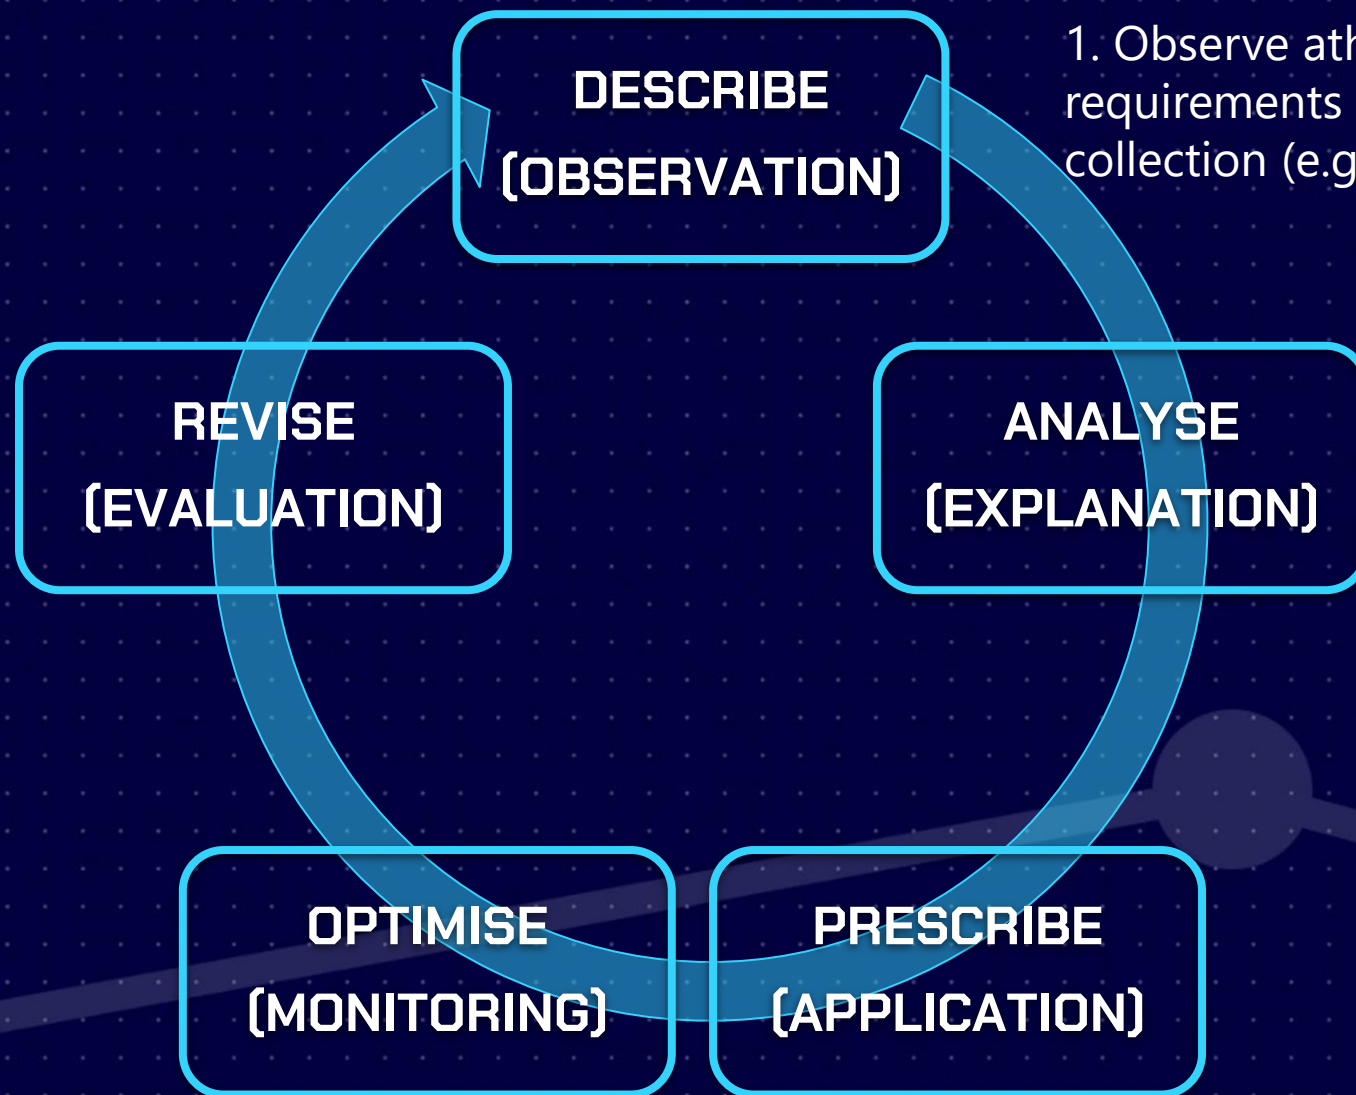 DESCRIBE
(OBSERVATION)
1. Observe
requirements
collection (e.g
ANALYSE
(EXPLANATION)
PRESCRIBE
(APPLICATION)
OPTIMISE
(MONITORING)
REVISE
(EVALUATION)